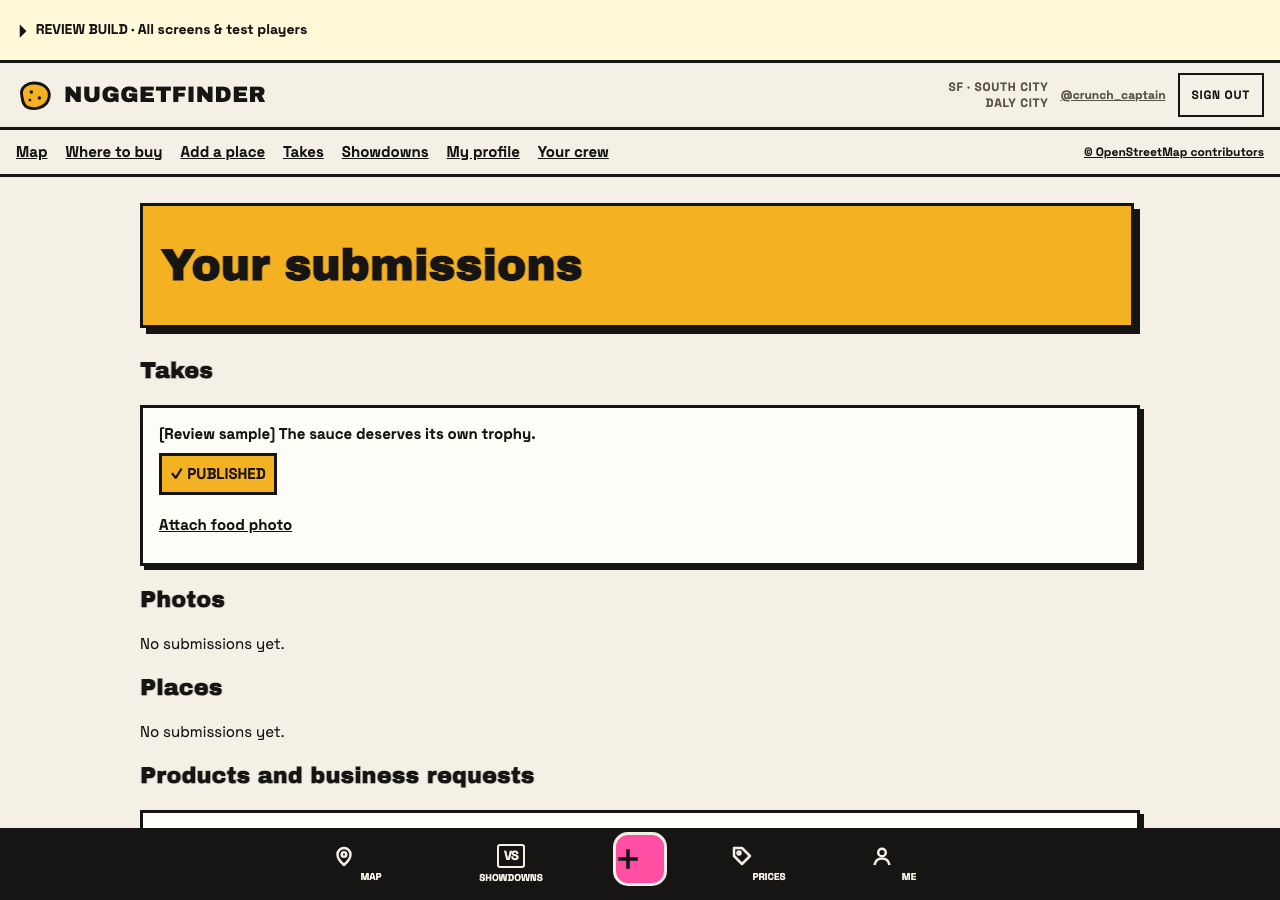 REVIEW BUILD · All screens & test players
NUGGETFINDER
SF · SOUTH CITY
DALY CITY
@crunch_captain
SIGN OUT
Map
Where to buy
Add a place
Takes
Showdowns
My profile
Your crew
© OpenStreetMap contributors
Your submissions
Takes
[Review sample] The sauce deserves its own trophy.
✓ PUBLISHED
Attach food photo
Photos
No submissions yet.
Places
No submissions yet.
Products and business requests
MAP
VS
SHOWDOWNS
+
PRICES
ME